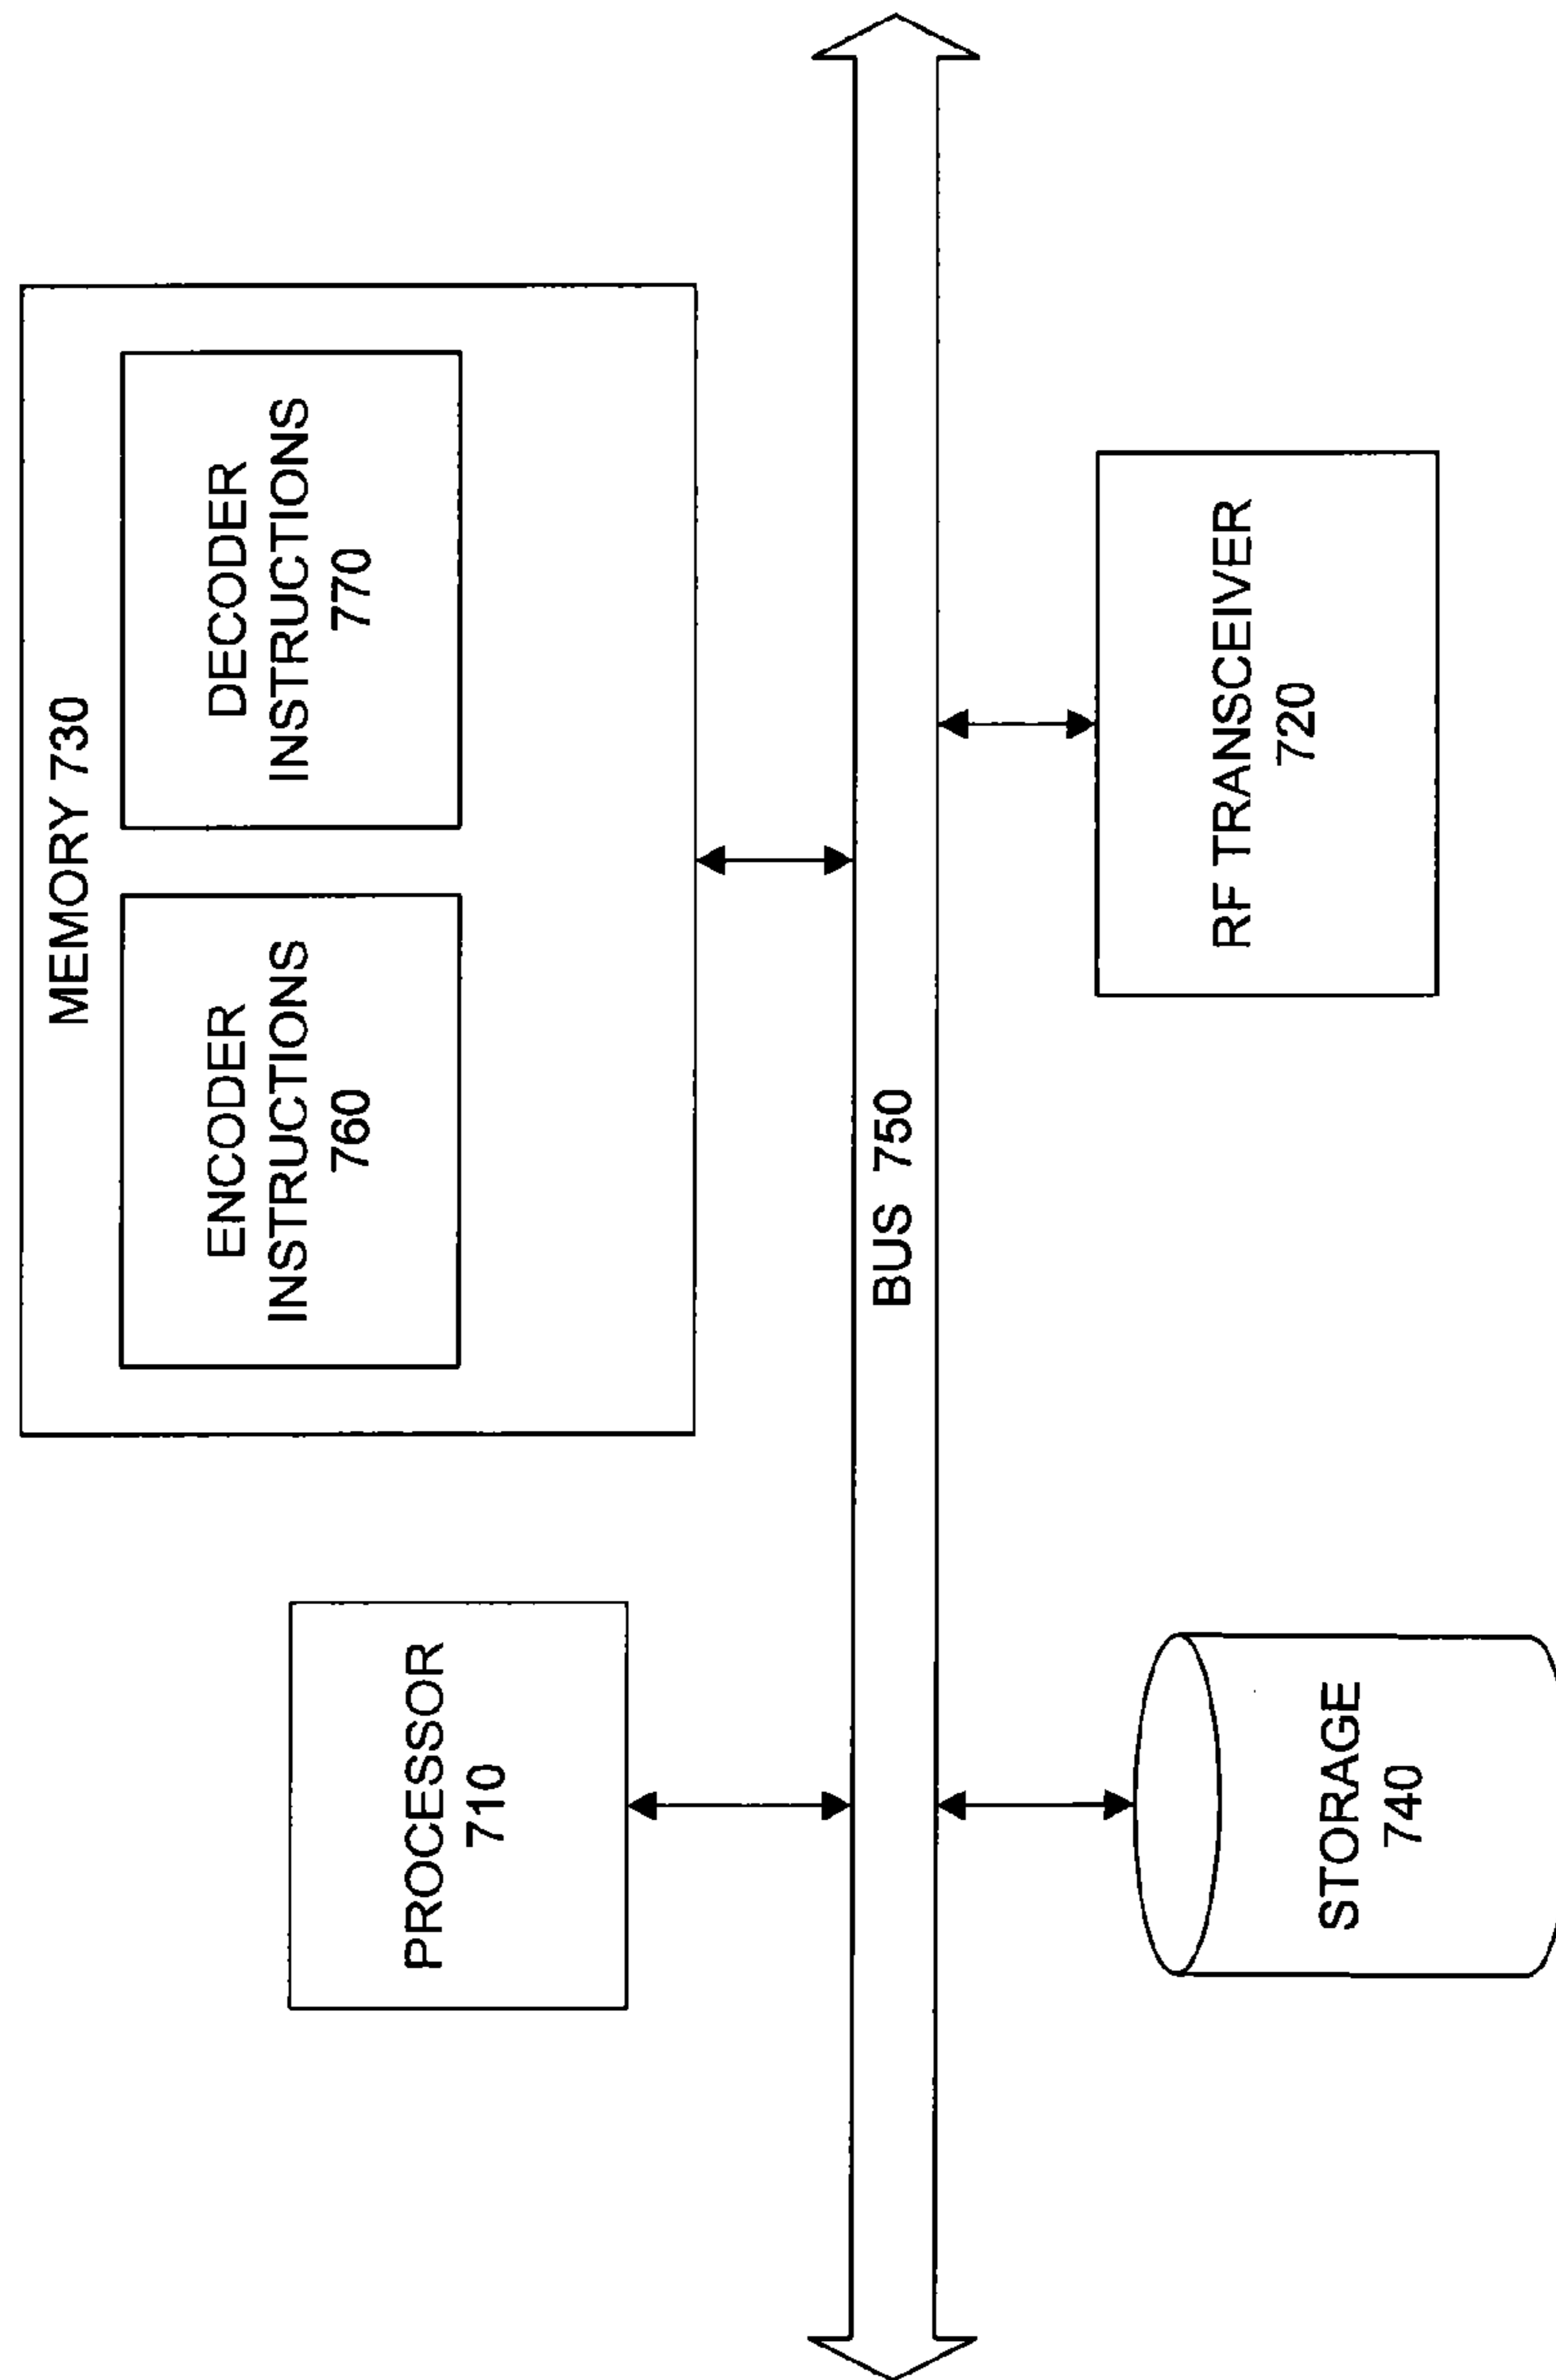 MEMORY 730
ENCODER
INSTRUCTIONS
760
DECODER
INSTRUCTIONS
770
PROCESSOR
710
BUS 750
STORAGE
740
RF TRANSCEIVER
720